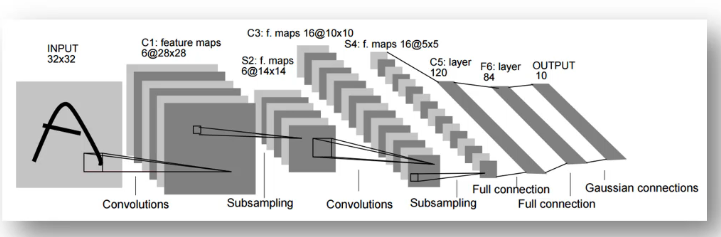 INPUT
32x32
C1: feature maps
6@28x28
S2: f. maps
6@14x14
C3: f. maps 16@10x10
S4: f. maps 16@5x5
C5: layer
120
F6: layer
84
OUTPUT
10
Convolutions
Subsampling
Convolutions
Subsampling
Full connection
Full connection
Gaussian connections